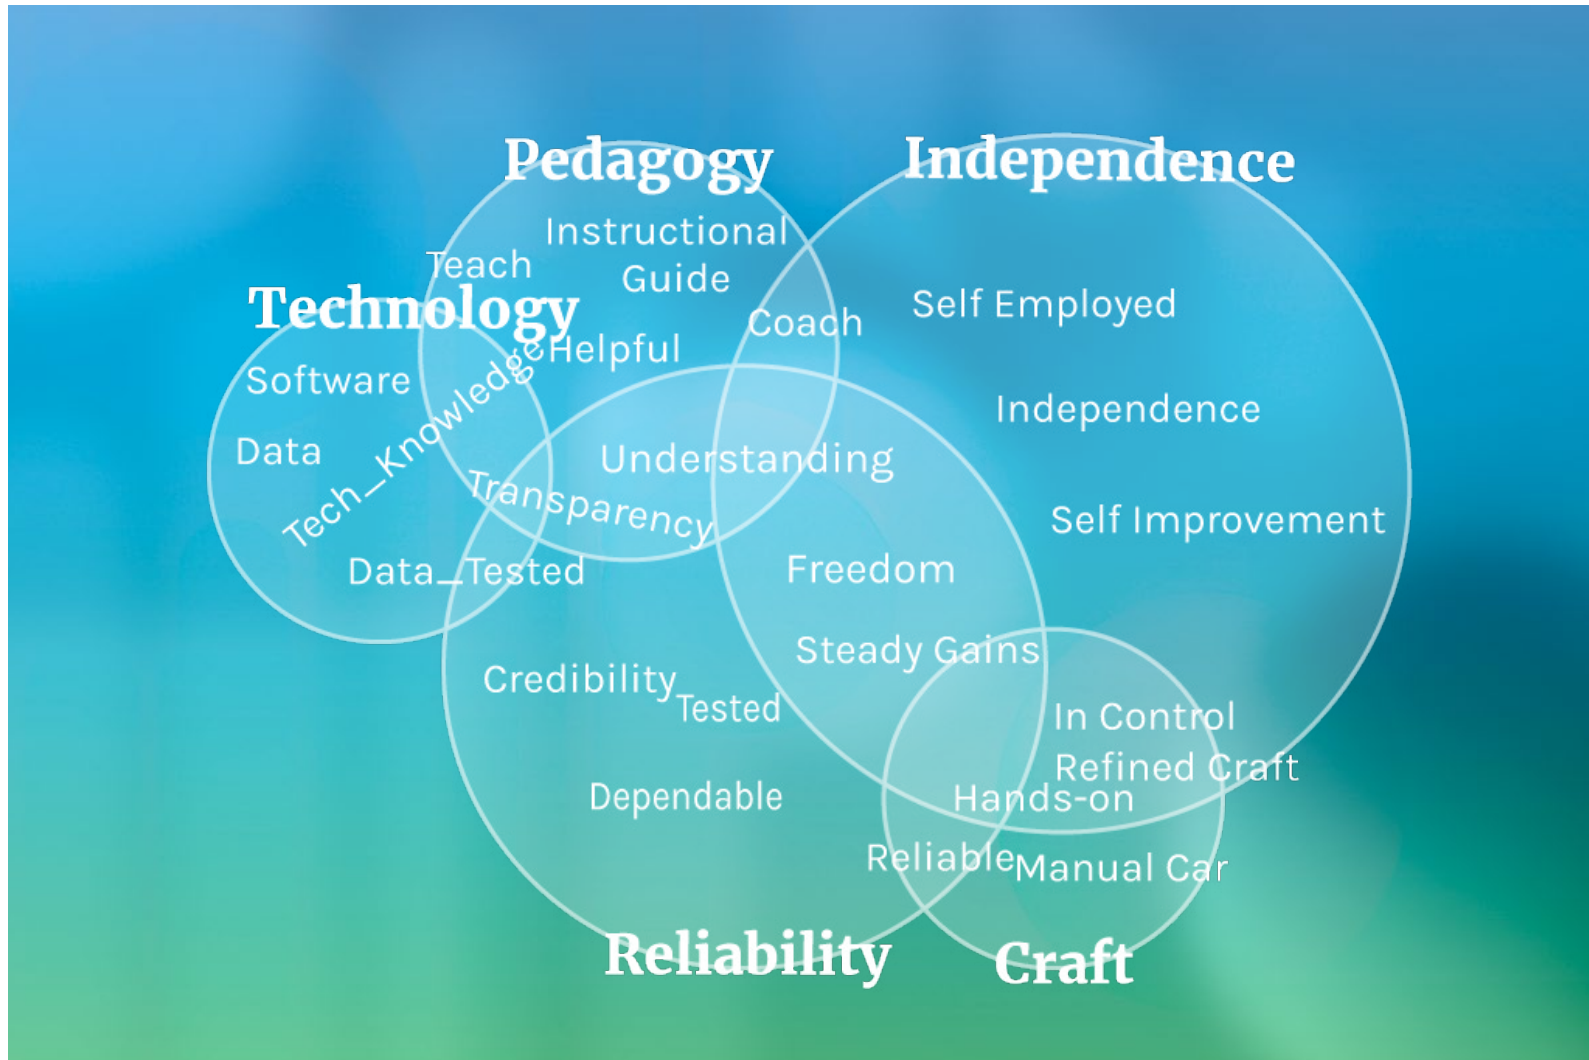 Pedagogy
Independence
Instructional
Guide
Teach
Technology
Self Employed
Coach
Helpful
Software
Tech_Knowledge
Independence
Data
Understanding
Transparency
Self Improvement
Data_Tested
Freedom
Steady Gains
Credibility
Tested
In Control
Refined Craft
Dependable
Hands-on
Reliable
Manual Car
Reliability
Craft